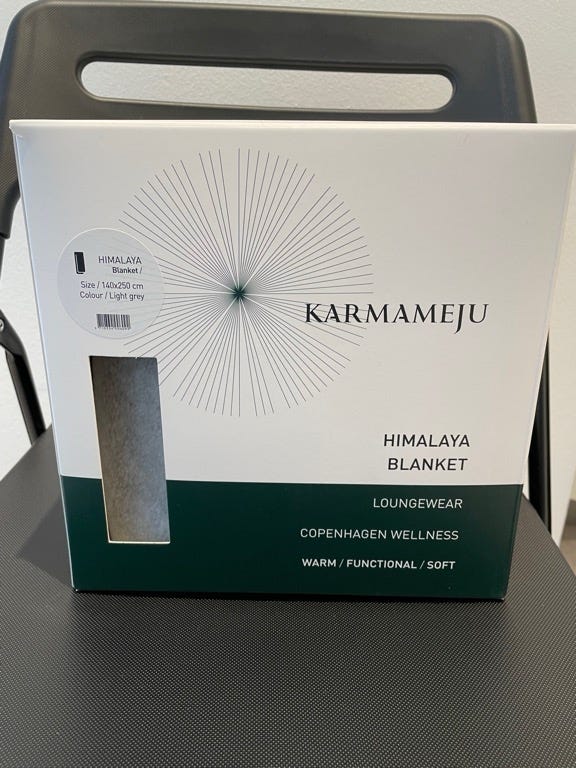 HIMALAYA
Blanket /
Size / 140x250 cm
Colour / Light grey
KARMAMEJU
HIMALAYA
BLANKET
LOUNGEWEAR
COPENHAGEN WELLNESS
WARM / FUNCTIONAL / SOFT